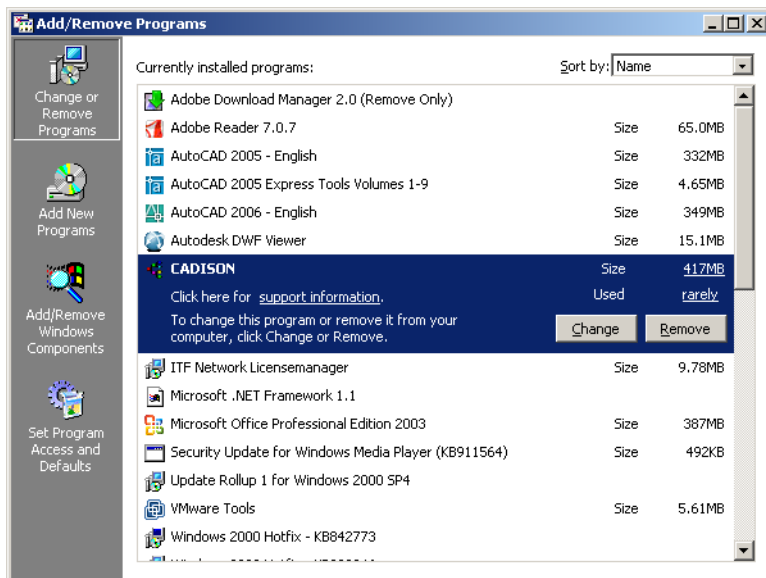 Add/Remove Programs
Change or
Remove
Programs
Add New
Programs
Add/Remove
Windows
Components
Set Program
Access and
Defaults
Currently installed programs:
Sort by: Name
Adobe Download Manager 2.0 (Remove Only)
Adobe Reader 7.0.7 Size 65.0MB
AutoCAD 2005 - English Size 332MB
AutoCAD 2005 Express Tools Volumes 1-9 Size 4.65MB
AutoCAD 2006 - English Size 349MB
Autodesk DWF Viewer Size 15.1MB
CADISON Size 417MB
Click here for support information. Used rarely
To change this program or remove it from your
computer, click Change or Remove.
Change Remove
ITF Network Licensemanager Size 9.78MB
Microsoft .NET Framework 1.1
Microsoft Office Professional Edition 2003 Size 387MB
Security Update for Windows Media Player (KB911564) Size 492KB
Update Rollup 1 for Windows 2000 SP4
VMware Tools Size 5.61MB
Windows 2000 Hotfix - KB842773